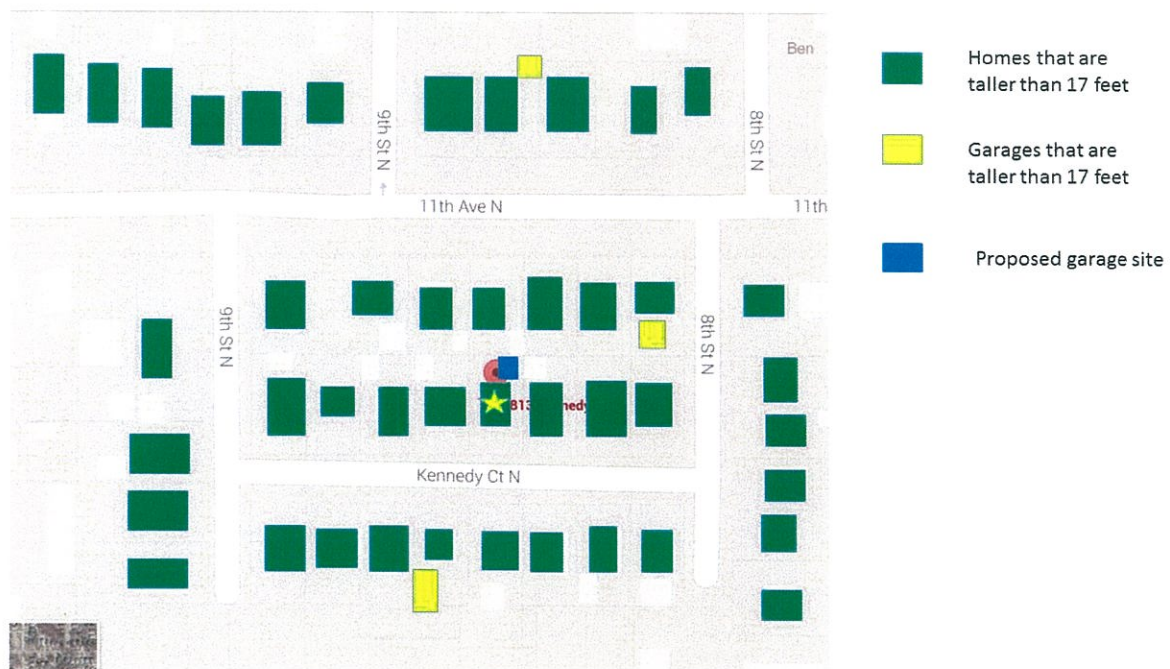 Ben
Homes that are
taller than 17 feet
9th St N
8th St N
Garages that are
taller than 17 feet
11th Ave N
11th
Proposed garage site
9th St N
8th St N
Kennedy Ct N